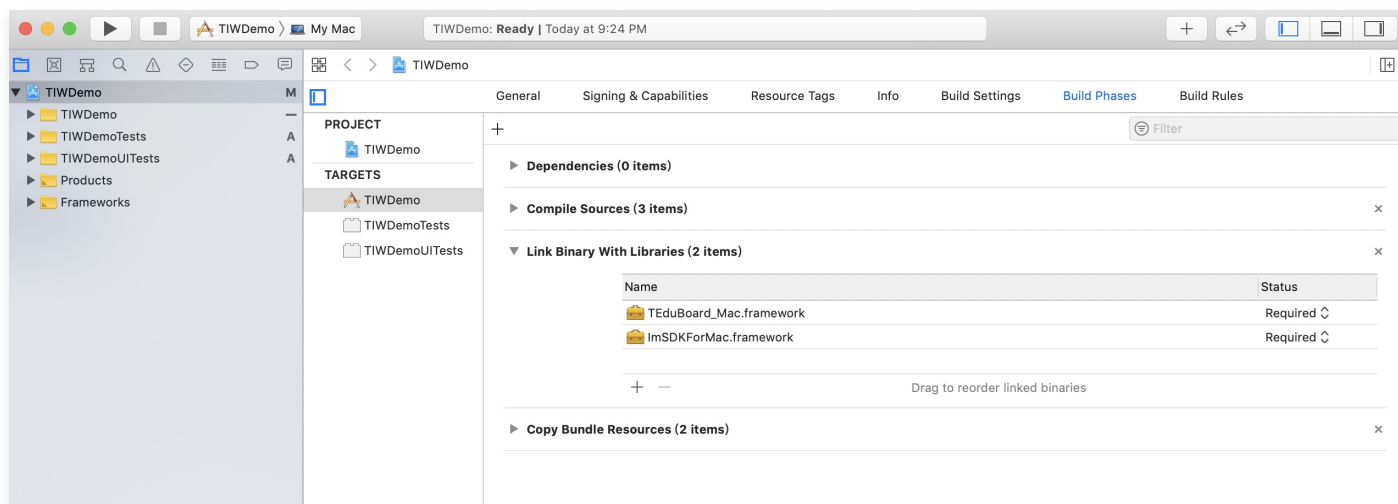 TIWDemo 〉 My Mac
TIWDemo: Ready | Today at 9:24 PM
TIWDemo
TIWDemo M
TIWDemo
TIWDemoTests A
TIWDemoUITests A
Products
Frameworks
General Signing & Capabilities Resource Tags Info Build Settings Build Phases Build Rules
PROJECT
TIWDemo
TARGETS
TIWDemo
TIWDemoTests
TIWDemoUITests
Filter
Dependencies (0 items)
Compile Sources (3 items)
Link Binary With Libraries (2 items)
Name Status
TEduBoard_Mac.framework Required
ImSDKForMac.framework Required
Drag to reorder linked binaries
Copy Bundle Resources (2 items)